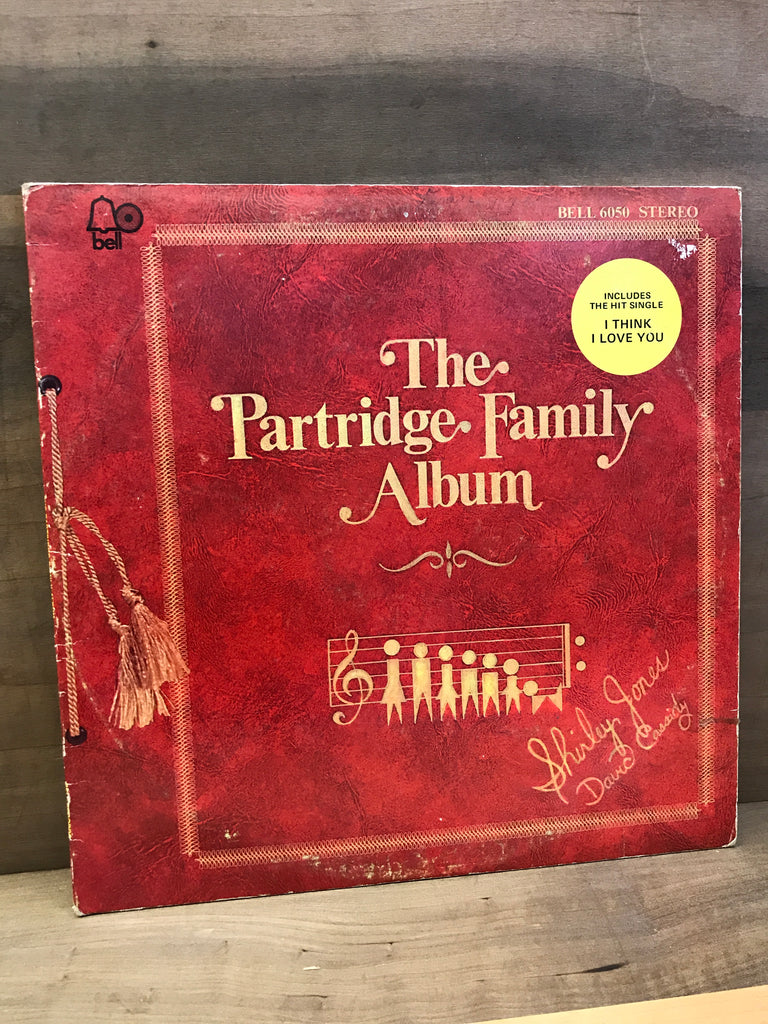 bell
BELL 6050 STEREO
INCLUDES
THE HIT SINGLE
I THINK
I LOVE YOU
The
Partridge Family
Album
Shirley Jones
David Cassidy